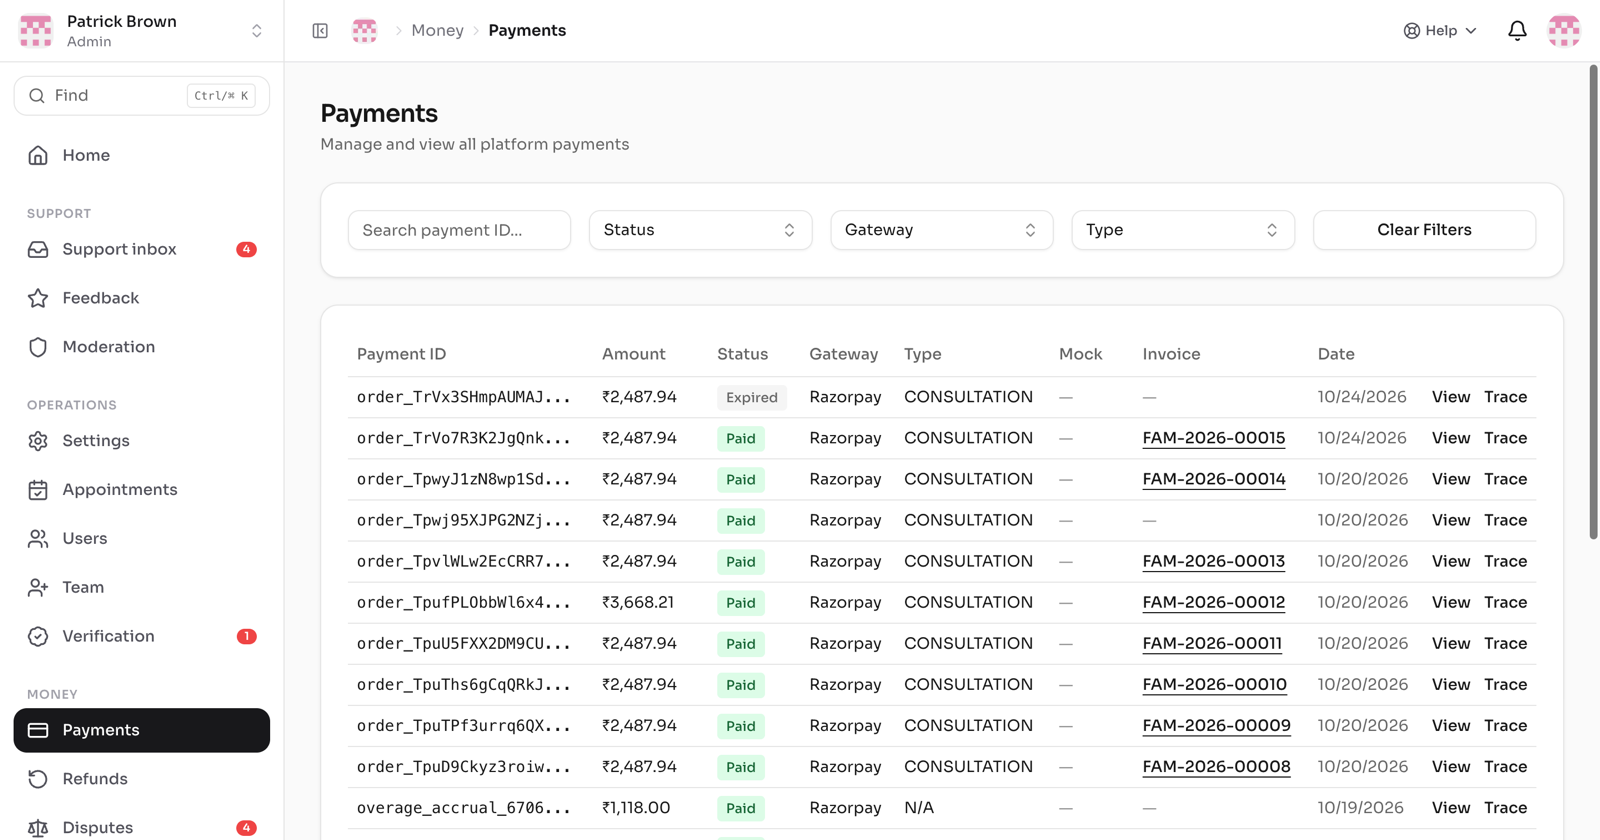 Patrick Brown
Admin
Find Ctrl/⌘ K
Home
SUPPORT
Support inbox 4
Feedback
Moderation
OPERATIONS
Settings
Appointments
Users
Team
Verification 1
MONEY
Payments
Refunds
Disputes 4
Money Payments
Help
Payments
Manage and view all platform payments
Search payment ID... Status Gateway Type Clear Filters
Payment ID Amount Status Gateway Type Mock Invoice Date
order_TrVx3SHmpAUMAJ... ₹2,487.94 Expired Razorpay CONSULTATION — — 10/24/2026 View Trace
order_TrVo7R3K2JgQnk... ₹2,487.94 Paid Razorpay CONSULTATION — FAM-2026-00015 10/24/2026 View Trace
order_TpwyJ1zN8wp1Sd... ₹2,487.94 Paid Razorpay CONSULTATION — FAM-2026-00014 10/20/2026 View Trace
order_Tpwj95XJPG2NZj... ₹2,487.94 Paid Razorpay CONSULTATION — — 10/20/2026 View Trace
order_TpvlWLw2EcCRR7... ₹2,487.94 Paid Razorpay CONSULTATION — FAM-2026-00013 10/20/2026 View Trace
order_TpufPLObbWl6x4... ₹3,668.21 Paid Razorpay CONSULTATION — FAM-2026-00012 10/20/2026 View Trace
order_TpuU5FXX2DM9CU... ₹2,487.94 Paid Razorpay CONSULTATION — FAM-2026-00011 10/20/2026 View Trace
order_TpuThs6gCqQRkJ... ₹2,487.94 Paid Razorpay CONSULTATION — FAM-2026-00010 10/20/2026 View Trace
order_TpuTPf3urrq6QX... ₹2,487.94 Paid Razorpay CONSULTATION — FAM-2026-00009 10/20/2026 View Trace
order_TpuD9Ckyz3roiw... ₹2,487.94 Paid Razorpay CONSULTATION — FAM-2026-00008 10/20/2026 View Trace
overage_accrual_6706... ₹1,118.00 Paid Razorpay N/A — — 10/19/2026 View Trace